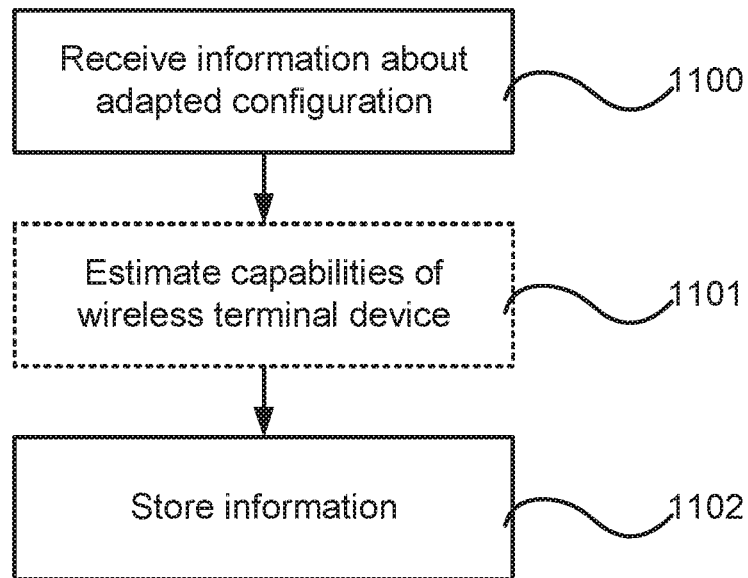 Receive information about
adapted configuration
1100
Estimate capabilities of
wireless terminal device
1101
Store information
1102